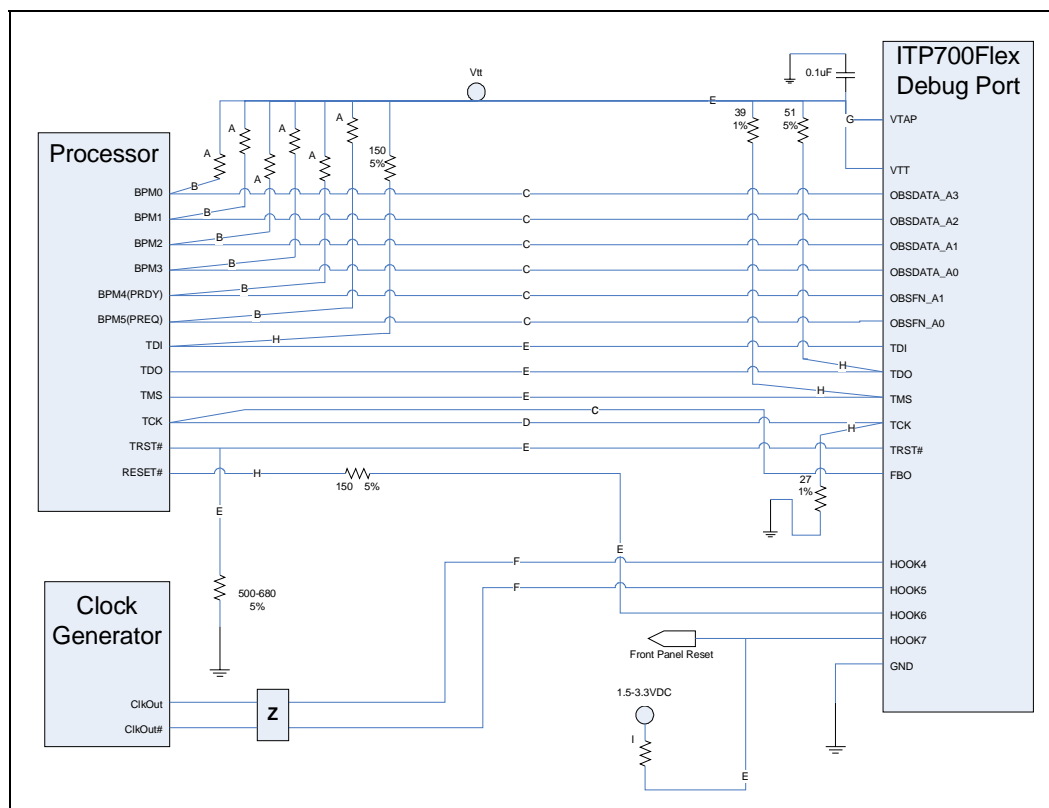 ITP700Flex
Debug Port
0.1uF
Vtt
E
39
1%
51
5%
G
VTAP
A
A
A
A
A
A
150
5%
Processor
VTT
BPM0
B
C
OBSDATA_A3
BPM1
C
OBSDATA_A2
BPM2
B
C
OBSDATA_A1
BPM3
B
C
OBSDATA_A0
BPM4(PRDY)
B
C
OBSFN_A1
BPM5(PREQ)
B
C
OBSFN_A0
TDI
H
E
TDI
TDO
E
H
TDO
TMS
E
H
TMS
C
TCK
D
H
TCK
TRST#
E
TRST#
RESET#
H
150 5%
FBO
27
1%
E
E
F
HOOK4
500-680
5%
Clock
Generator
F
HOOK5
HOOK6
HOOK7
Front Panel Reset
GND
ClkOut
Z
ClkOut#
1.5-3.3VDC
I
E